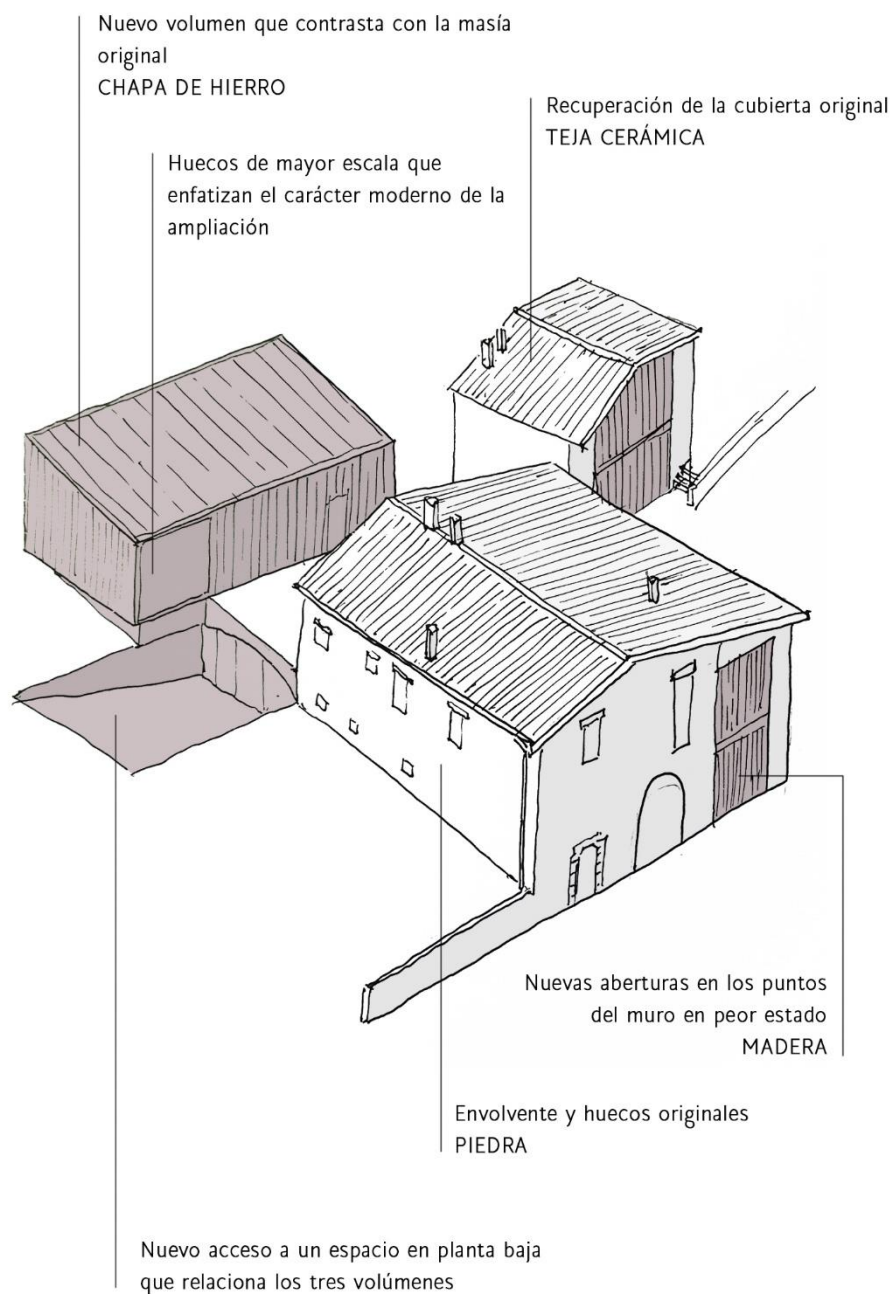 Nuevo volumen que contrasta con la masía
original
CHAPA DE HIERRO
Recuperación de la cubierta original
TEJA CERÁMICA
Huecos de mayor escala que
enfatizan el carácter moderno de la
ampliación
Nuevas aberturas en los puntos
del muro en peor estado
MADERA
Envolvente y huecos originales
PIEDRA
Nuevo acceso a un espacio en planta baja
que relaciona los tres volúmenes